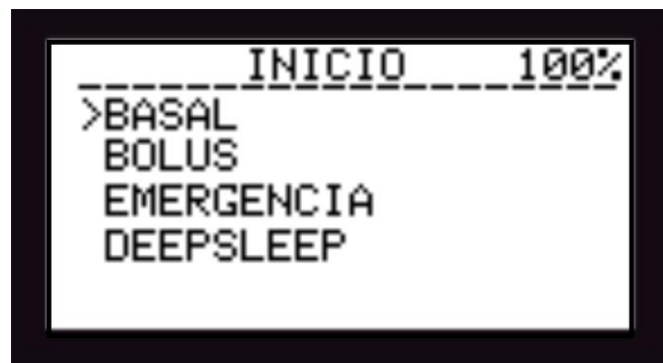 INICIO 100%
>BASAL
BOLUS
EMERGENCIA
DEEPSLEEP